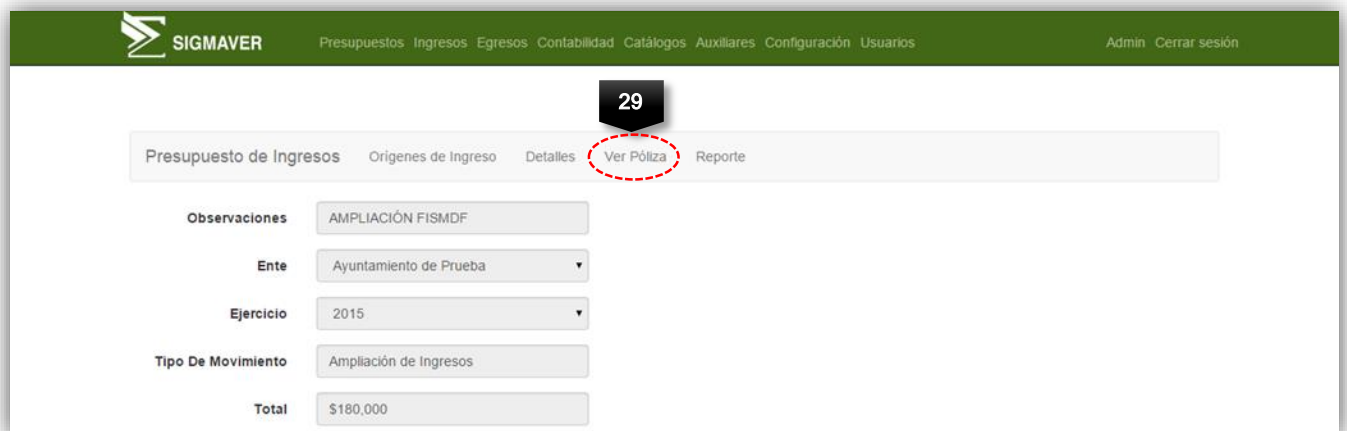 SIGMAVER Presupuestos Ingresos Egresos Contabilidad Catálogos Auxiliares Configuración Usuarios Admin Cerrar sesión
29
Presupuesto de Ingresos Orígenes de Ingreso Detalles Ver Póliza Reporte
Observaciones AMPLIACIÓN FISMDF
Ente Ayuntamiento de Prueba
Ejercicio 2015
Tipo De Movimiento Ampliación de Ingresos
Total $180,000